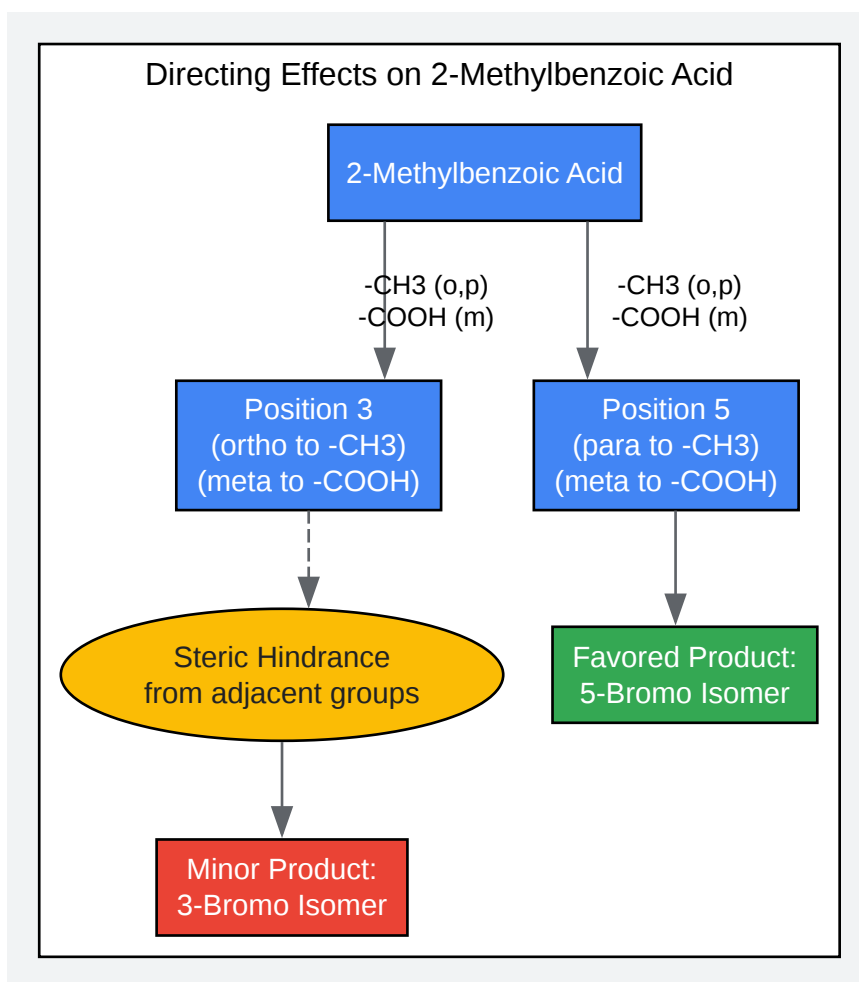 Directing Effects on 2-Methylbenzoic Acid
2-Methylbenzoic Acid
-CH3 (o,p)
-COOH (m)
-CH3 (o,p)
-COOH (m)
Position 3
(ortho to -CH3)
(meta to -COOH)
Position 5
(para to -CH3)
(meta to -COOH)
Steric Hindrance
from adjacent groups
Favored Product:
5-Bromo Isomer
Minor Product:
3-Bromo Isomer